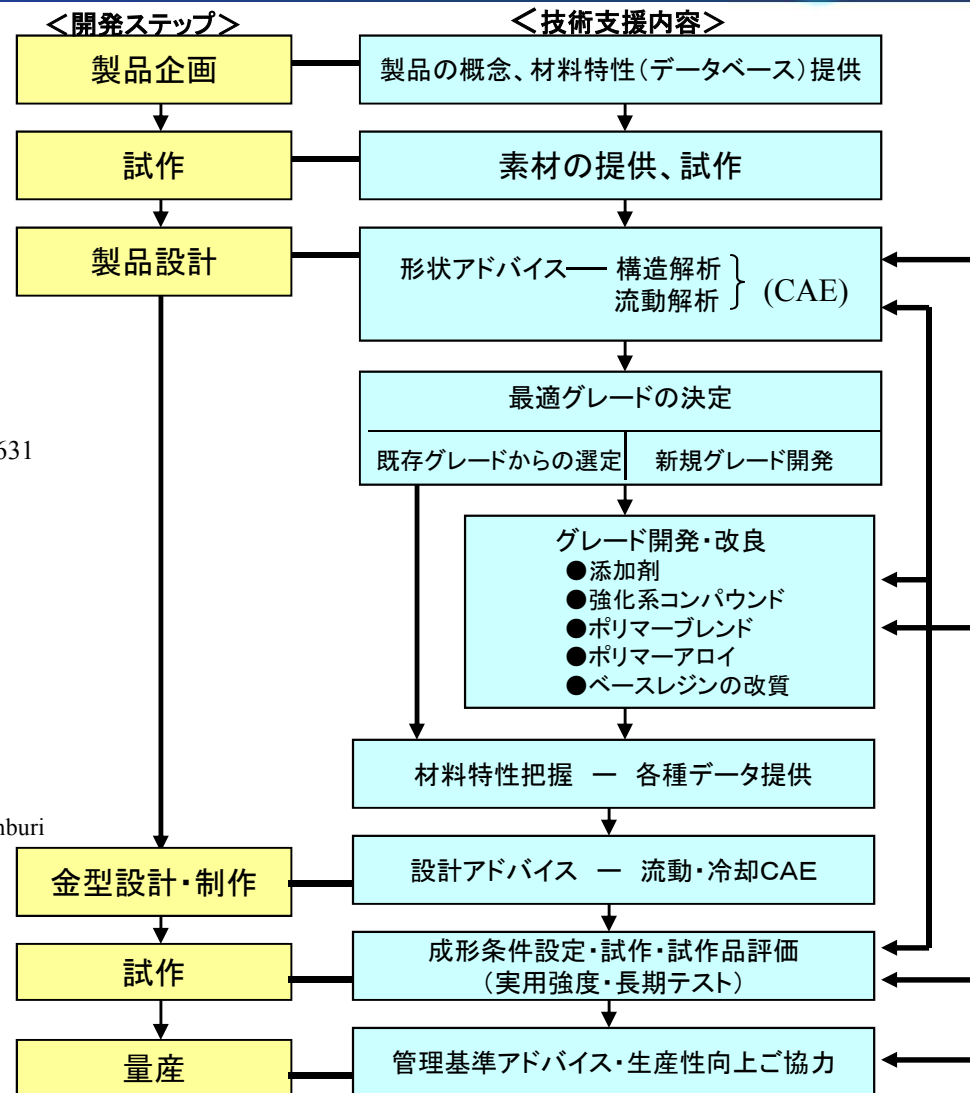 <開発ステップ>
<技術支援内容>
製品企画
製品の概念、材料特性(データベース)提供
試作
素材の提供、試作
製品設計
形状アドバイス― 構造解析
流動解析
(CAE)
最適グレードの決定
既存グレードからの選定
新規グレード開発
631
グレード開発・改良
●添加剤
●強化系コンパウンド
●ポリマーブレンド
●ポリマーアロイ
●ベースレジンの改質
材料特性把握 ― 各種データ提供
nburi
金型設計・制作
設計アドバイス ― 流動・冷却CAE
試作
成形条件設定・試作・試作品評価
(実用強度・長期テスト)
量産
管理基準アドバイス・生産性向上ご協力